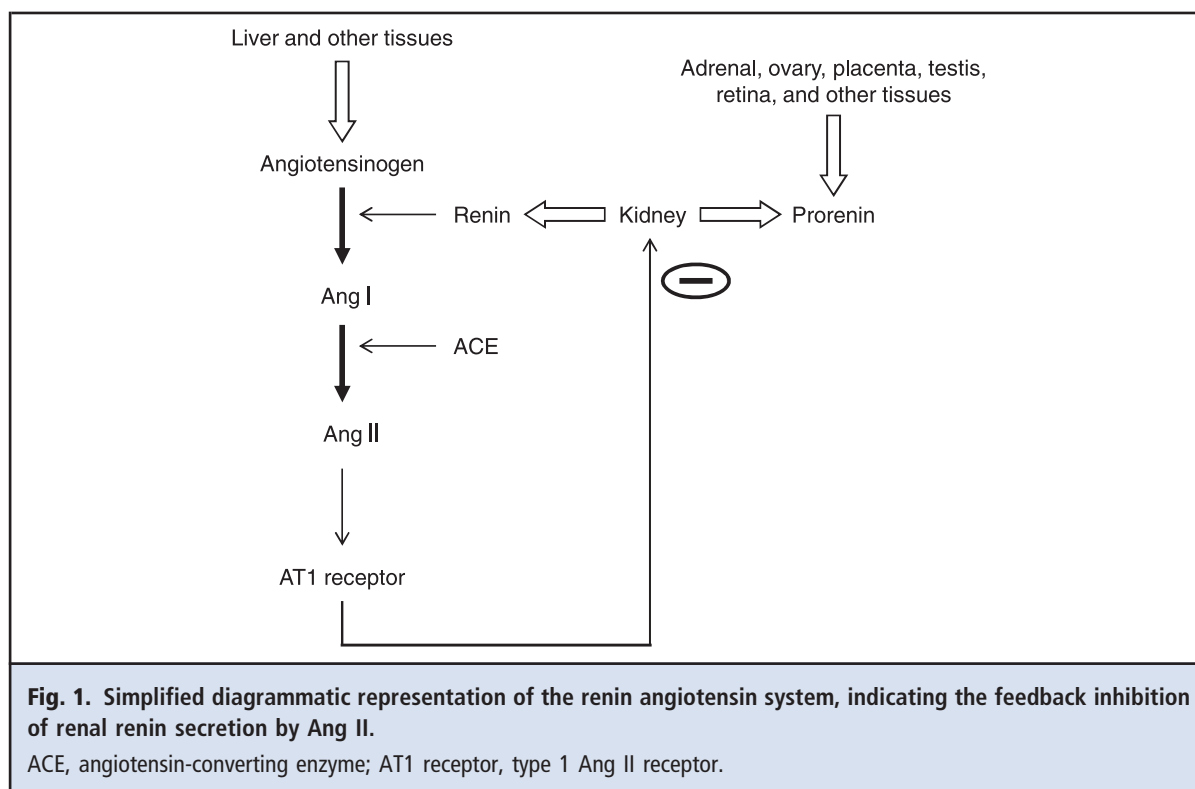 Liver and other tissues
Adrenal, ovary, placenta, testis,
retina, and other tissues
Angiotensinogen
Renin
Kidney
Prorenin
Ang I
ACE
Ang II
AT1 receptor
Fig. 1. Simplified diagrammatic representation of the renin angiotensin system, indicating the feedback inhibition
of renal renin secretion by Ang II.
ACE, angiotensin-converting enzyme; AT1 receptor, type 1 Ang II receptor.